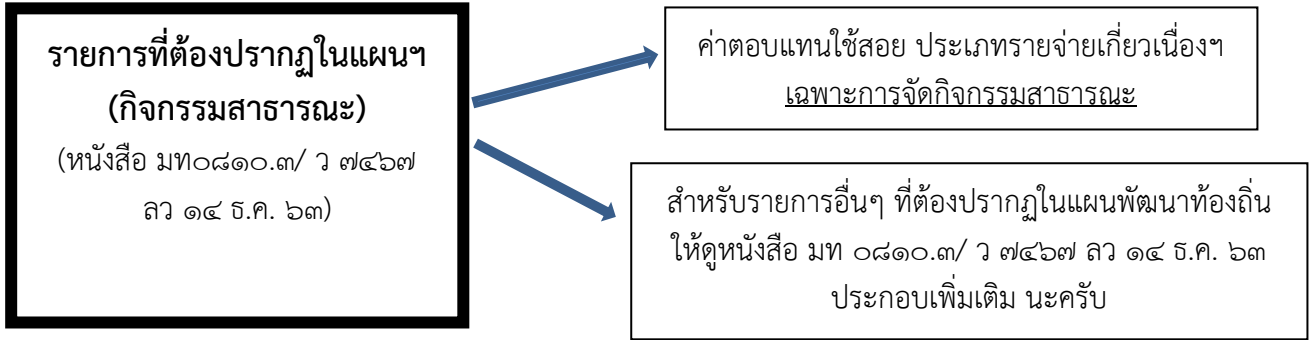 รายการที่ต้องปรากฏในแผนฯ
(กิจกรรมสาธารณะ)
(หนังสือ มท๐๘๑๐.๓/ ว ๗๔๖๗
ลว ๑๔ ธ.ค. ๖๓)
ค่าตอบแทนใช้สอย ประเภทรายจ่ายเกี่ยวเนื่องฯ
เฉพาะการจัดกิจกรรมสาธารณะ
สำหรับรายการอื่นๆ ที่ต้องปรากฏในแผนพัฒนาท้องถิ่น
ให้ดูหนังสือ มท ๐๘๑๐.๓/ ว ๗๔๖๗ ลว ๑๔ ธ.ค. ๖๓
ประกอบเพิ่มเติม นะครับ